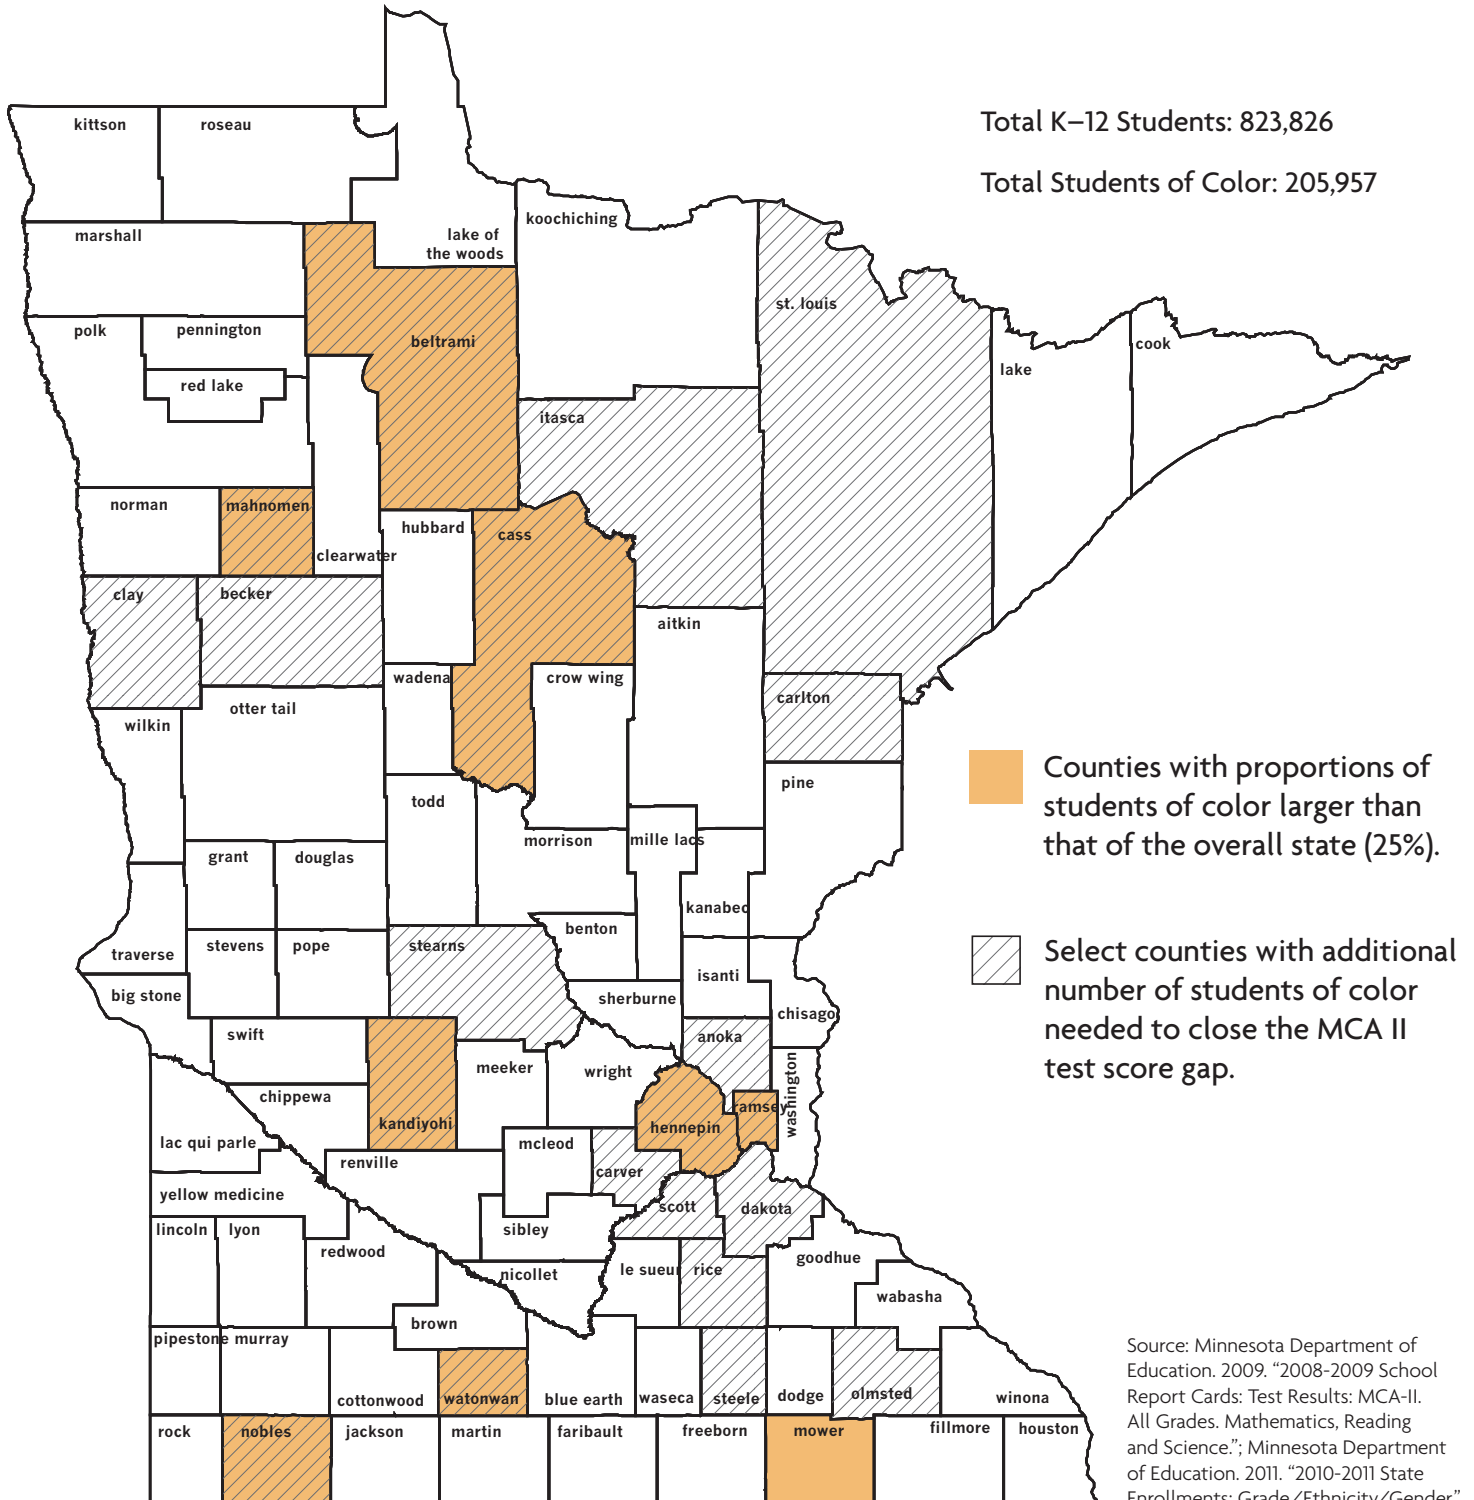 Total K–12 Students: 823,826
Total Students of Color: 205,957
kittson
roseau
marshall
lake of
the woods
koochiching
st. louis
polk
pennington
beltrami
cook
lake
red lake
itasca
norman
mahnomen
hubbard
cass
clearwater
clay
becker
aitkin
wadena
crow wing
carlton
otter tail
wilkin
pine
todd
morrison
mille lacs
grant
douglas
kanabec
benton
traverse
stevens
pope
stearns
isanti
big stone
sherburne
chisago
swift
anoka
meeker
wright
washington
chippewa
ramsey
kandiyohi
hennepin
lac qui parle
mcleod
renville
carver
yellow medicine
scott
dakota
lincoln
lyon
sibley
redwood
goodhue
nicollet
le sueur
rice
wabasha
brown
pipestone
murray
cottonwood
watonwan
blue earth
waseca
steele
dodge
olmsted
winona
rock
nobles
jackson
martin
faribault
freeborn
mower
fillmore
houston
Counties with proportions of
students of color larger than
that of the overall state (25%).
Select counties with additional
number of students of color
needed to close the MCA II
test score gap.
Source: Minnesota Department of
Education. 2009. “2008-2009 School
Report Cards: Test Results: MCA-II.
All Grades. Mathematics, Reading
and Science.”; Minnesota Department
of Education. 2011. “2010-2011 State
Enrollments: Grade/Ethnicity/Gender”